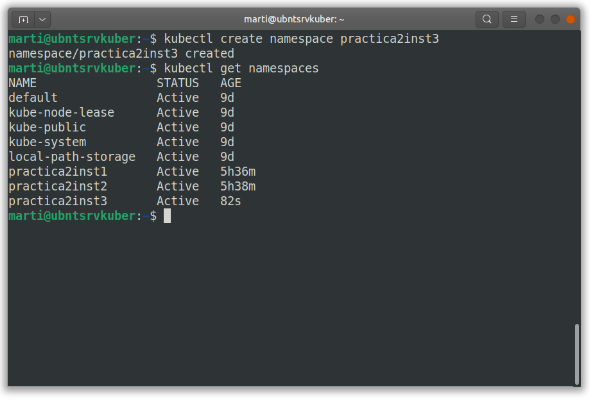 marti@ubntsrvkuber: ~
marti@ubntsrvkuber:~$ kubectl create namespace practica2inst3
namespace/practica2inst3 created
marti@ubntsrvkuber:~$ kubectl get namespaces
NAME                 STATUS   AGE
default              Active   9d
kube-node-lease      Active   9d
kube-public          Active   9d
kube-system          Active   9d
local-path-storage   Active   9d
practica2inst1       Active   5h36m
practica2inst2       Active   5h38m
practica2inst3       Active   82s
marti@ubntsrvkuber:~$